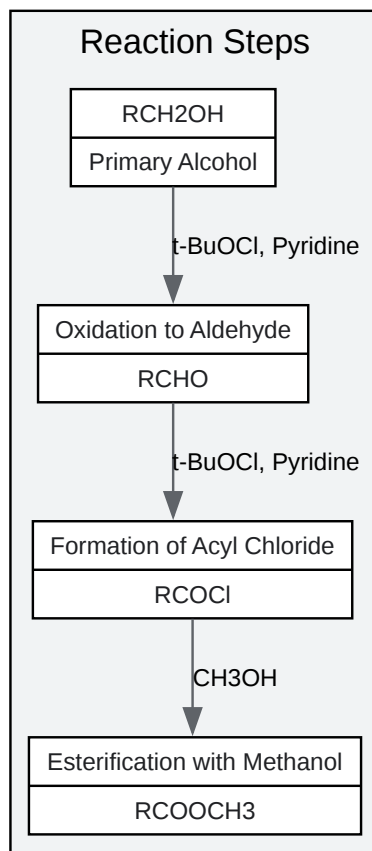 Reaction Steps
RCH2OH
Primary Alcohol
t-BuOCl, Pyridine
Oxidation to Aldehyde
RCHO
t-BuOCl, Pyridine
Formation of Acyl Chloride
RCOCl
CH3OH
Esterification with Methanol
RCOOCH3